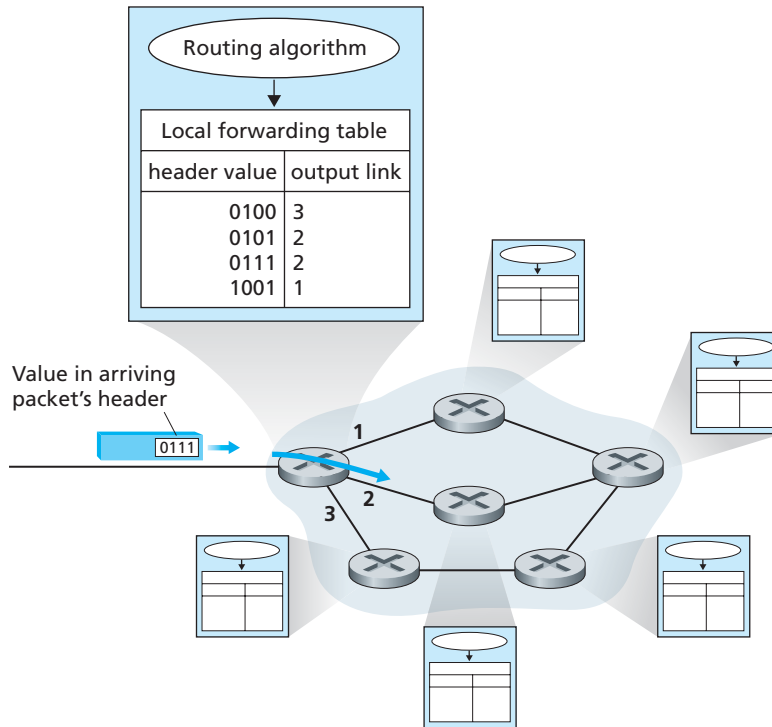 Routing algorithm
Local forwarding table
header value output link
0100 3
0101 2
0111 2
1001 1
Value in arriving
packet's header
0111
1
2
3